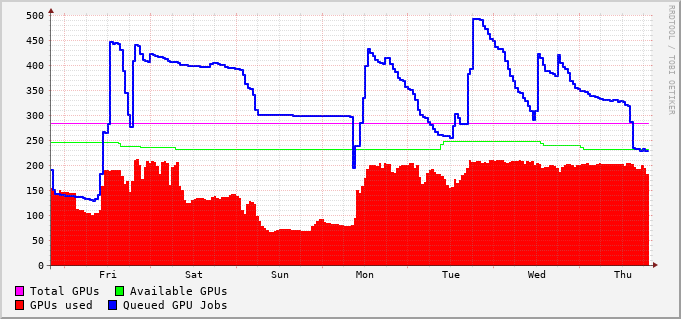 500
450
400
350
300
250
200
150
100
50
0
Fri Sat Sun Mon Tue Wed Thu
RRDTOOL / TOBI OETIKER
Total GPUs Available GPUs
GPUs used Queued GPU Jobs